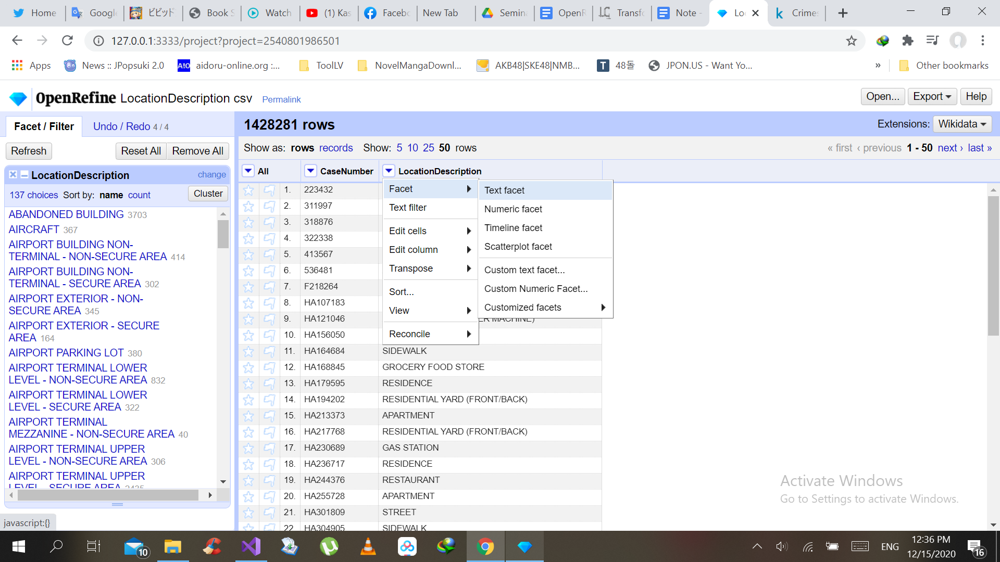 Home
Google
ビビッド
Book S
Watch
(1) Kas
Facebo
New Tab
Semina
OpenR
Transfo
Note -
Lo
Crimes
127.0.0.1:3333/project?project=2540801986501
Apps
News :: JPopsuki 2.0
A!O aidoru-online.org :...
ToolLV
NovelMangaDownl...
AKB48|SKE48|NMB...
T 48돌
JPON.US - Want Yo...
»
Other bookmarks
OpenRefine LocationDescription csv Permalink
Open... Export Help
Facet / Filter Undo / Redo 4 / 4
1428281 rows
Extensions: Wikidata
Refresh Reset All Remove All
Show as: rows records Show: 5 10 25 50 rows
« first ‹ previous 1 - 50 next › last »
LocationDescription change
137 choices Sort by: name count Cluster
ABANDONED BUILDING 3703
AIRCRAFT 367
AIRPORT BUILDING NON-
TERMINAL - NON-SECURE AREA 414
AIRPORT BUILDING NON-
TERMINAL - SECURE AREA 302
AIRPORT EXTERIOR - NON-
SECURE AREA 345
AIRPORT EXTERIOR - SECURE
AREA 164
AIRPORT PARKING LOT 380
AIRPORT TERMINAL LOWER
LEVEL - NON-SECURE AREA 832
AIRPORT TERMINAL LOWER
LEVEL - SECURE AREA 322
AIRPORT TERMINAL
MEZZANINE - NON-SECURE AREA 40
AIRPORT TERMINAL UPPER
LEVEL - NON-SECURE AREA 306
AIRPORT TERMINAL UPPER
LEVEL - SECURE AREA 2435
All CaseNumber LocationDescription
1. 223432
2. 311997
3. 318876
4. 322338
5. 413567
6. 536481
7. F218264
8. HA107183
9. HA121046 ER MACHINE)
10. HA156050
11. HA164684 SIDEWALK
12. HA168845 GROCERY FOOD STORE
13. HA179595 RESIDENCE
14. HA194202 RESIDENTIAL YARD (FRONT/BACK)
15. HA213373 APARTMENT
16. HA217768 RESIDENTIAL YARD (FRONT/BACK)
17. HA230689 GAS STATION
18. HA236717 RESIDENCE
19. HA244376 RESTAURANT
20. HA255728 APARTMENT
21. HA301809 STREET
22. HA304905 SIDEWALK
Facet
Text filter
Edit cells
Edit column
Transpose
Sort...
View
Reconcile
Text facet
Numeric facet
Timeline facet
Scatterplot facet
Custom text facet...
Custom Numeric Facet...
Customized facets
Activate Windows
Go to Settings to activate Windows.
javascript:{}
10
ENG
12:36 PM
12/15/2020
16